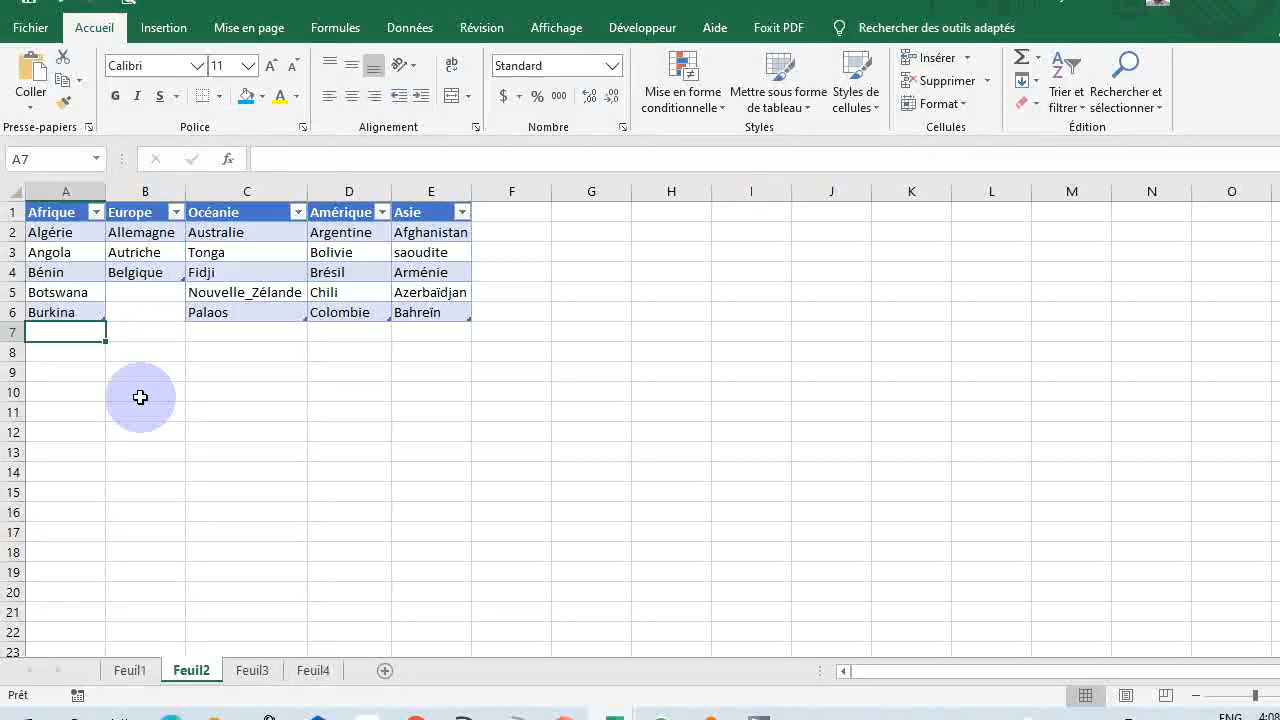 Fichier Accueil Insertion Mise en page Formules Données Révision Affichage Développeur Aide Foxit PDF Rechercher des outils adaptés
Coller
Presse-papiers
Calibri 11
G I S
Police
ab
Alignement
Standard
$ % 000
Nombre
Mise en forme conditionnelle
Mettre sous forme de tableau
Styles de cellules
Styles
Insérer
Supprimer
Format
Cellules
Trier et filtrer
Rechercher et sélectionner
Édition
A7 fx
A B C D E F G H I J K L M N O
1 Afrique Europe Océanie Amérique Asie
2 Algérie Allemagne Australie Argentine Afghanistan
3 Angola Autriche Tonga Bolivie saoudite
4 Bénin Belgique Fidji Brésil Arménie
5 Botswana Nouvelle_Zélande Chili Azerbaïdjan
6 Burkina Palaos Colombie Bahreïn
7
8
9
10
11
12
13
14
15
16
17
18
19
20
21
22
23
Feuil1 Feuil2 Feuil3 Feuil4
Prêt
ENG